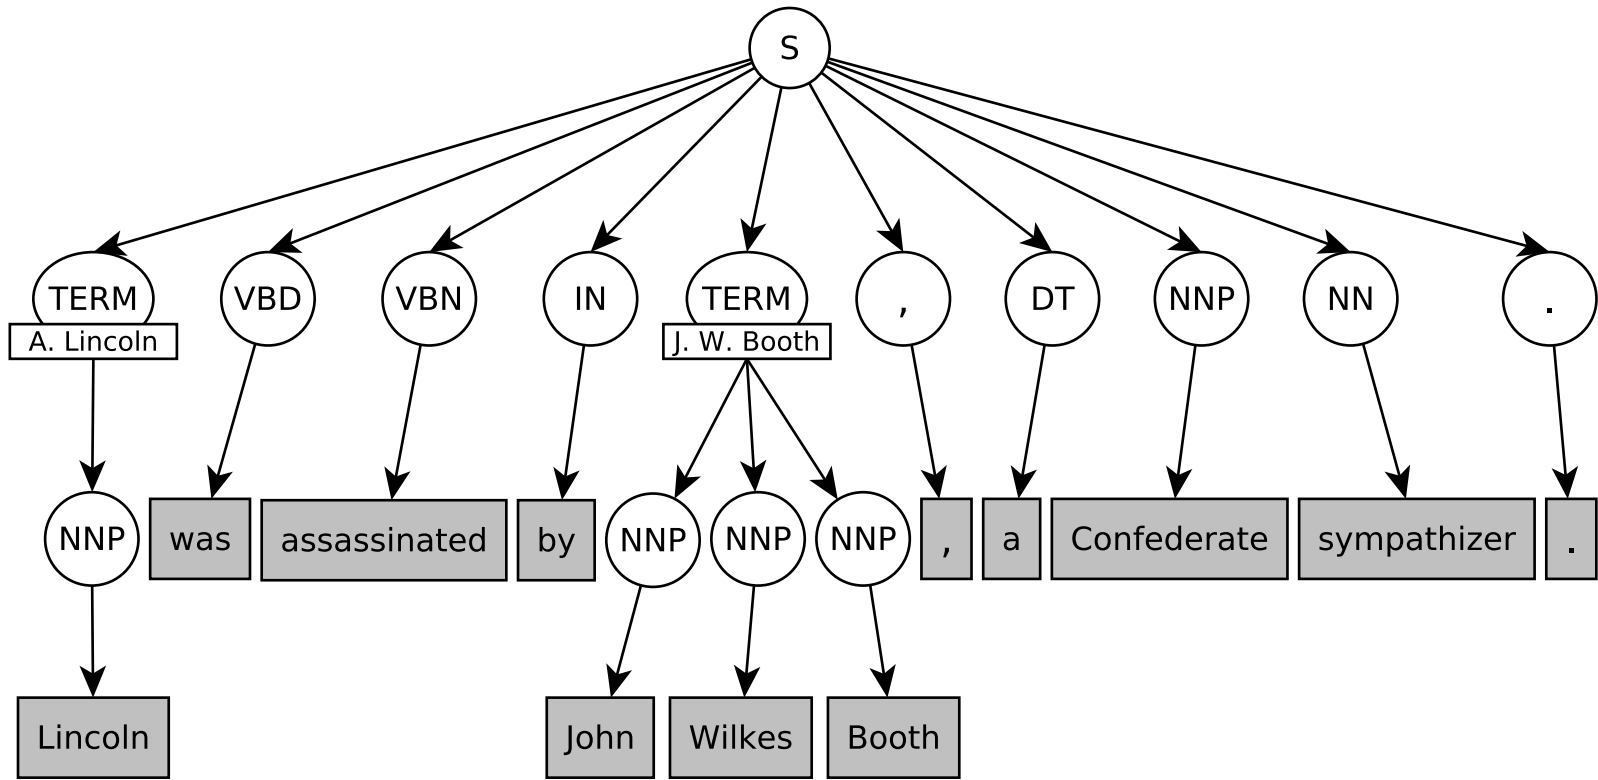 S
TERM VBD VBN IN TERM , DT NNP NN .
A. Lincoln J. W. Booth
NNP was assassinated by NNP NNP NNP , a Confederate sympathizer .
Lincoln John Wilkes Booth